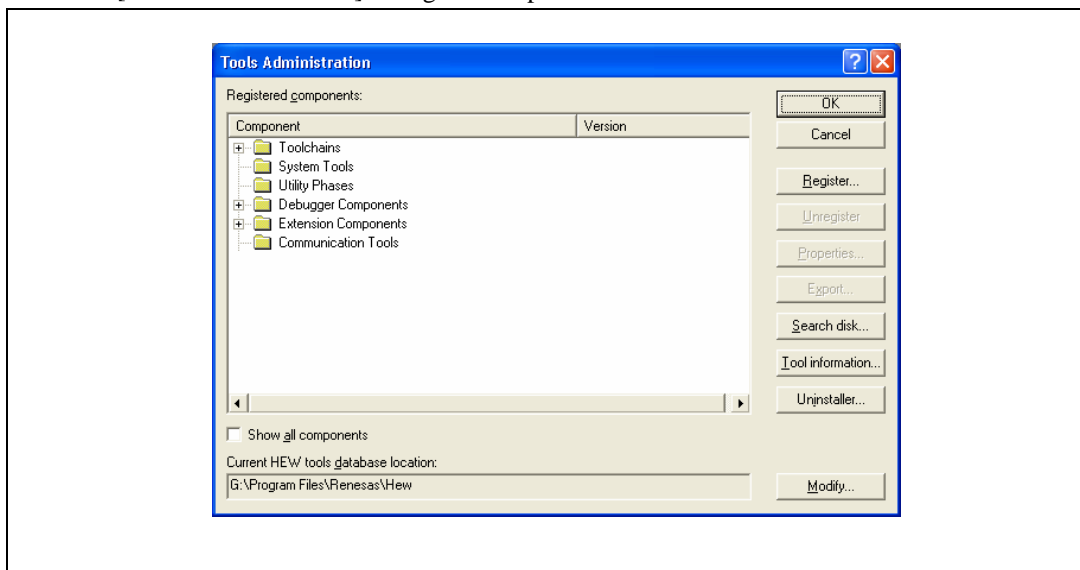 Tools Administration
Registered components:
Component Version
Toolchains
System Tools
Utility Phases
Debugger Components
Extension Components
Communication Tools
OK
Cancel
Register...
Unregister
Properties...
Export...
Search disk...
Tool information...
Uninstaller...
Show all components
Current HEW tools database location:
G:\Program Files\Renesas\Hew
Modify...